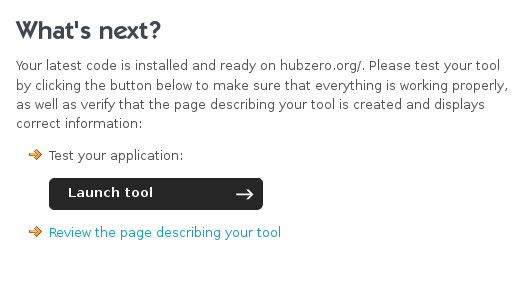 What's next?
Your latest code is installed and ready on hubzero.org/. Please test your tool
by clicking the button below to make sure that everything is working properly,
as well as verify that the page describing your tool is created and displays
correct information:
Test your application:
Launch tool
Review the page describing your tool